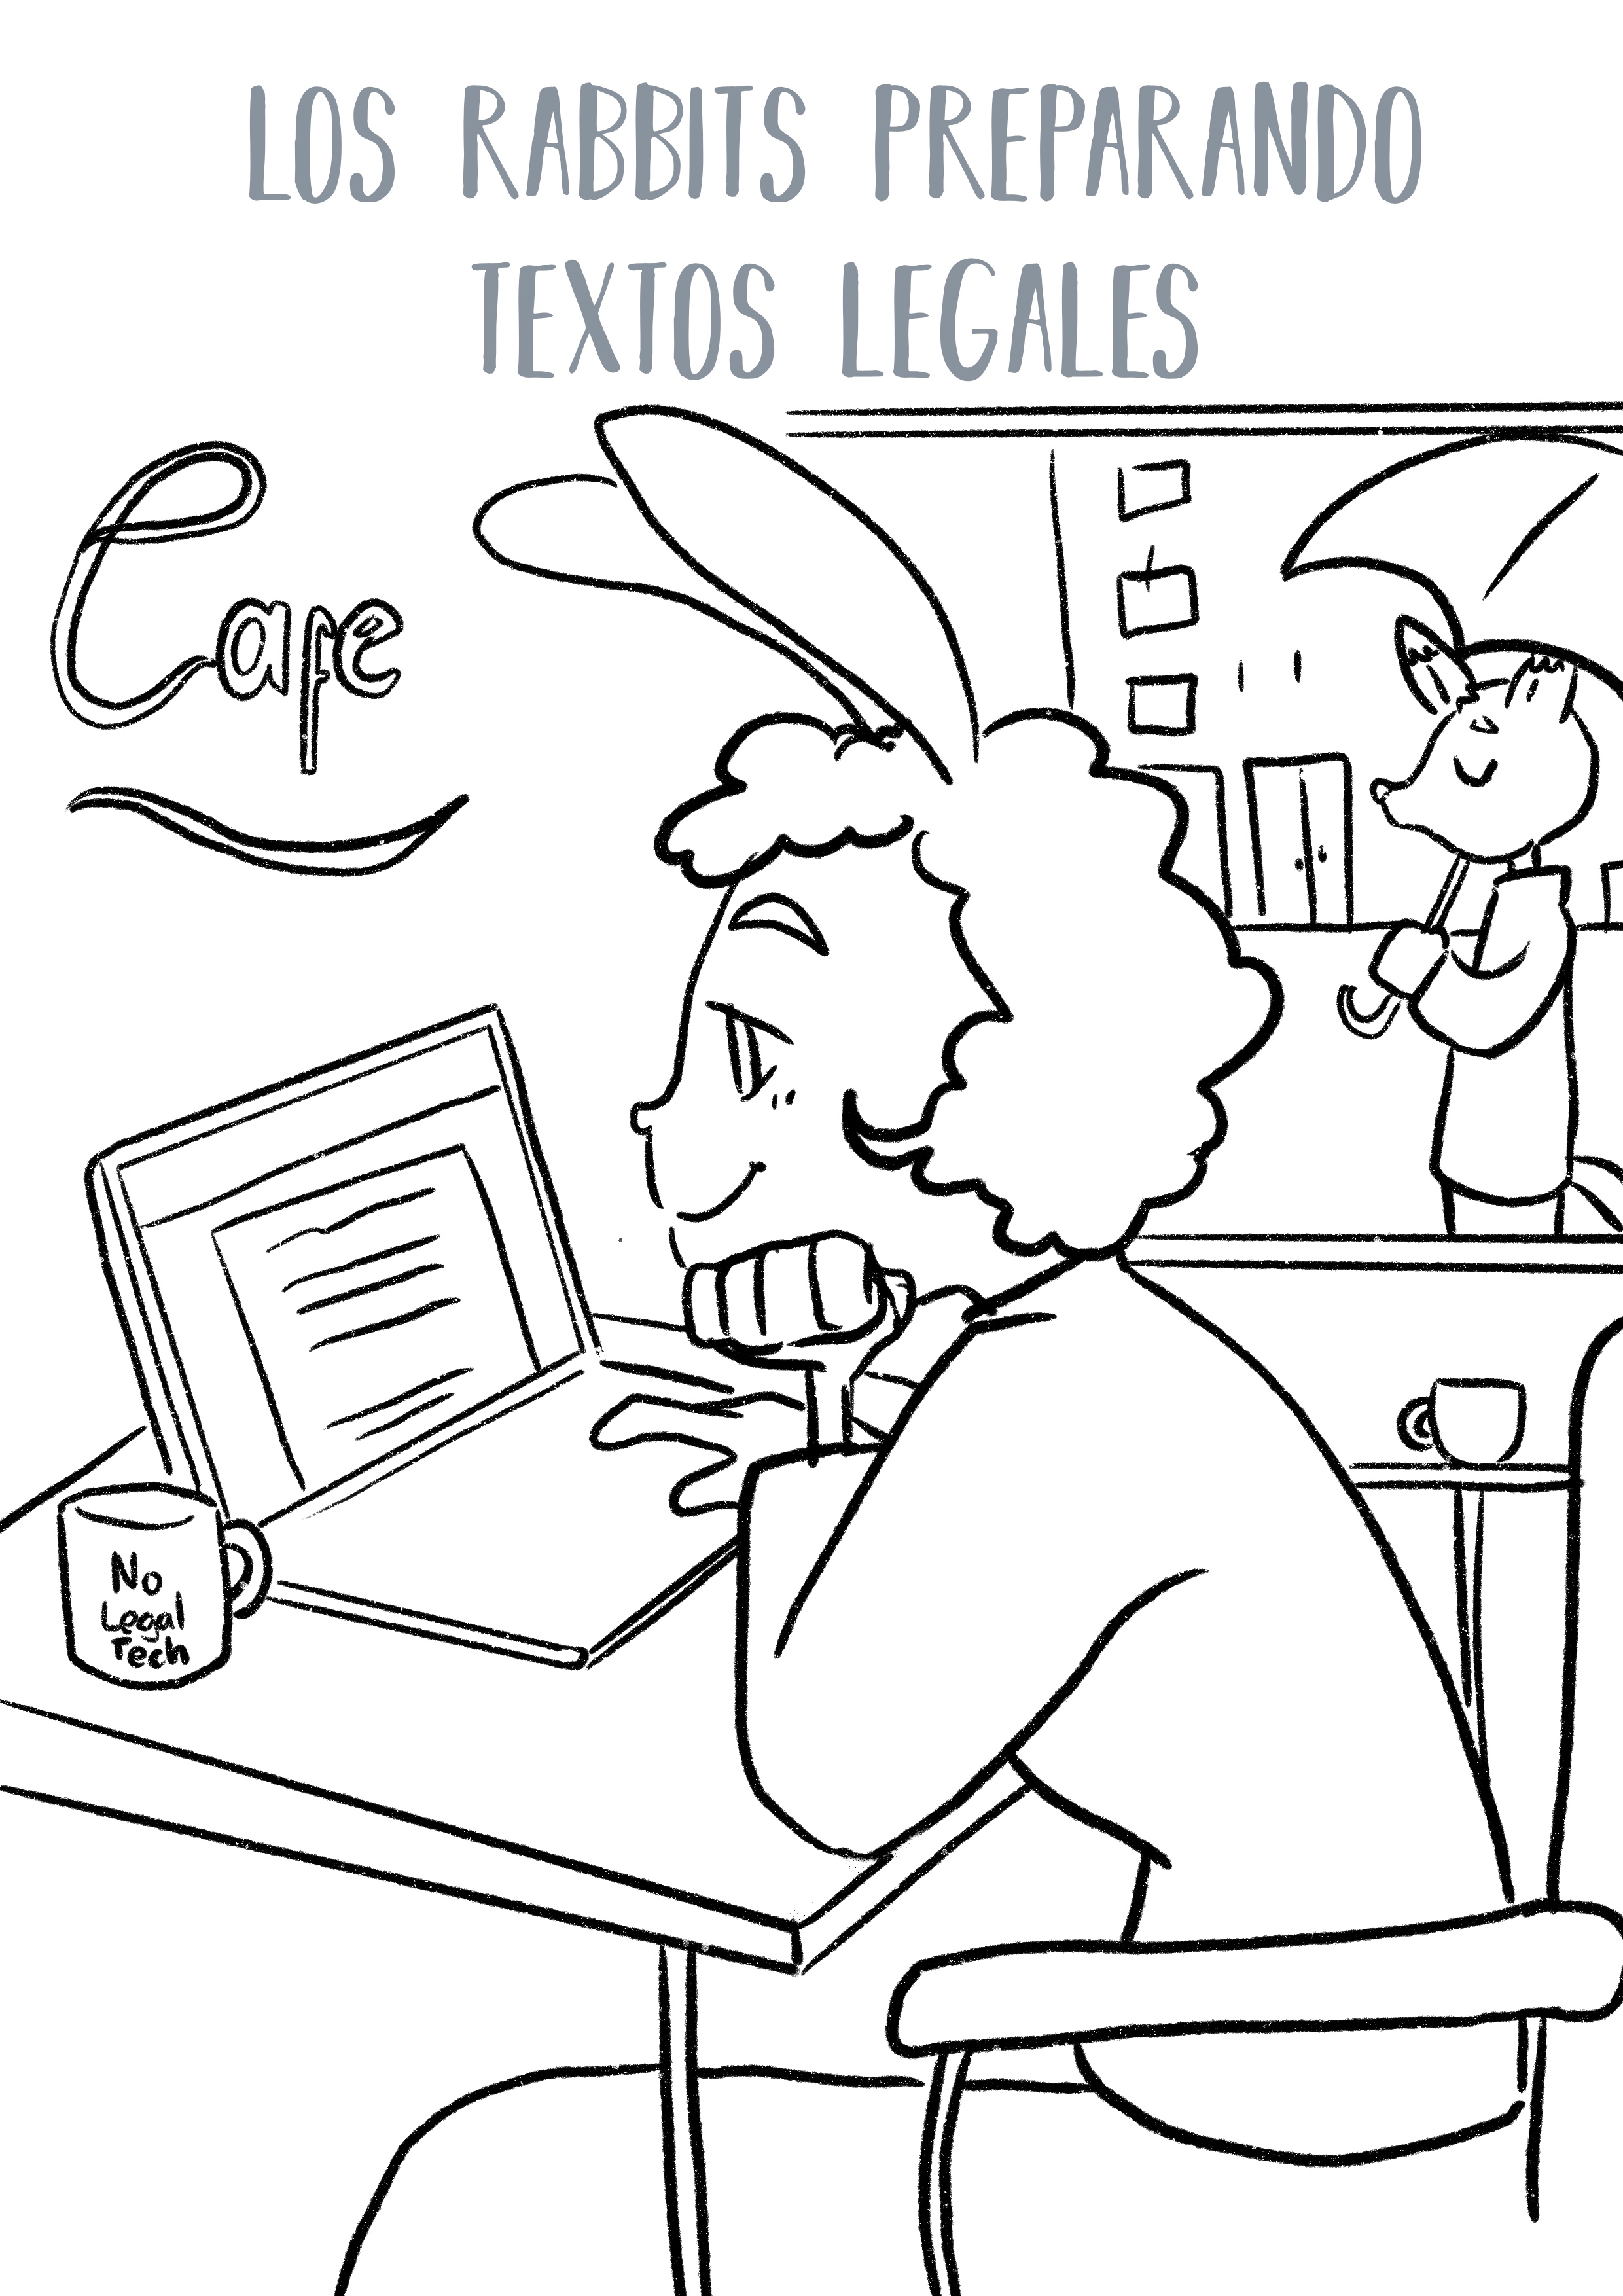 LOS RABBITS PREPARANDO
TEXTOS LEGALES
Cafe
No
Legal
Tech